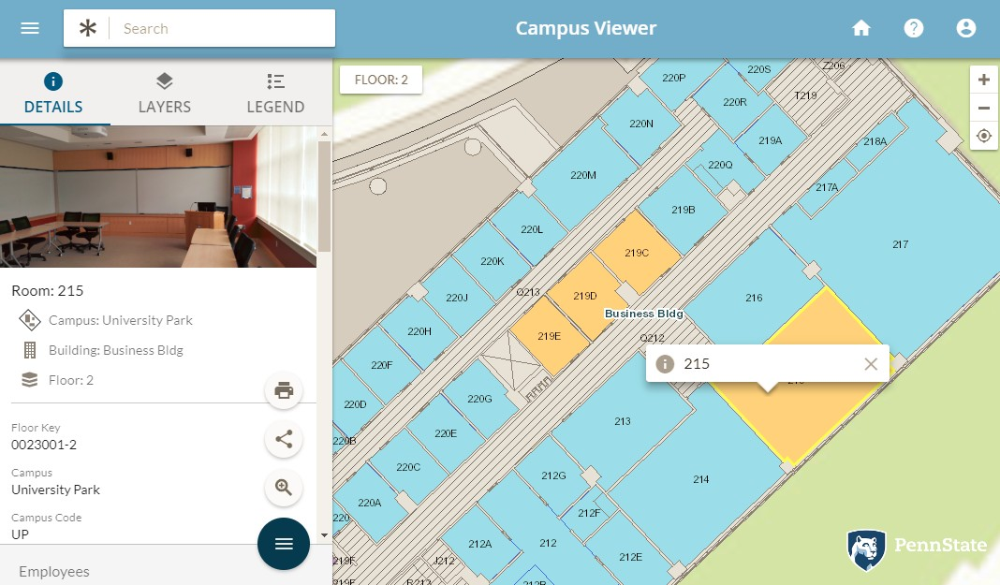 Search
Campus Viewer
DETAILS
LAYERS
LEGEND
Room: 215
Campus: University Park
Building: Business Bldg
Floor: 2
Floor Key
0023001-2
Campus
University Park
Campus Code
UP
Employees
FLOOR: 2
220P
220S
Z206
220R
T219
220N
219A
218A
220M
220Q
217A
219B
220L
217
219C
220K
Q213
219D
216
220J
Business Bldg
220H
219E
Q212
215
220F
220D
220G
213
220B
220E
220C
212G
214
220A
212F
220
212A
212
212E
219F
J212
219E
R212
212B
PennState